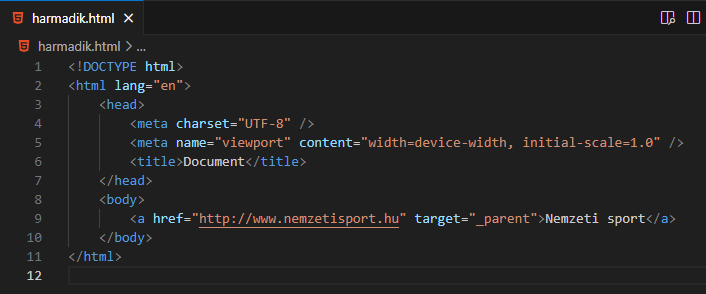 harmadik.html
harmadik.html > ...
1 <!DOCTYPE html>
2 <html lang="en">
3 <head>
4 <meta charset="UTF-8" />
5 <meta name="viewport" content="width=device-width, initial-scale=1.0" />
6 <title>Document</title>
7 </head>
8 <body>
9 <a href="http://www.nemzetisport.hu" target="_parent">Nemzeti sport</a>
10 </body>
11 </html>
12